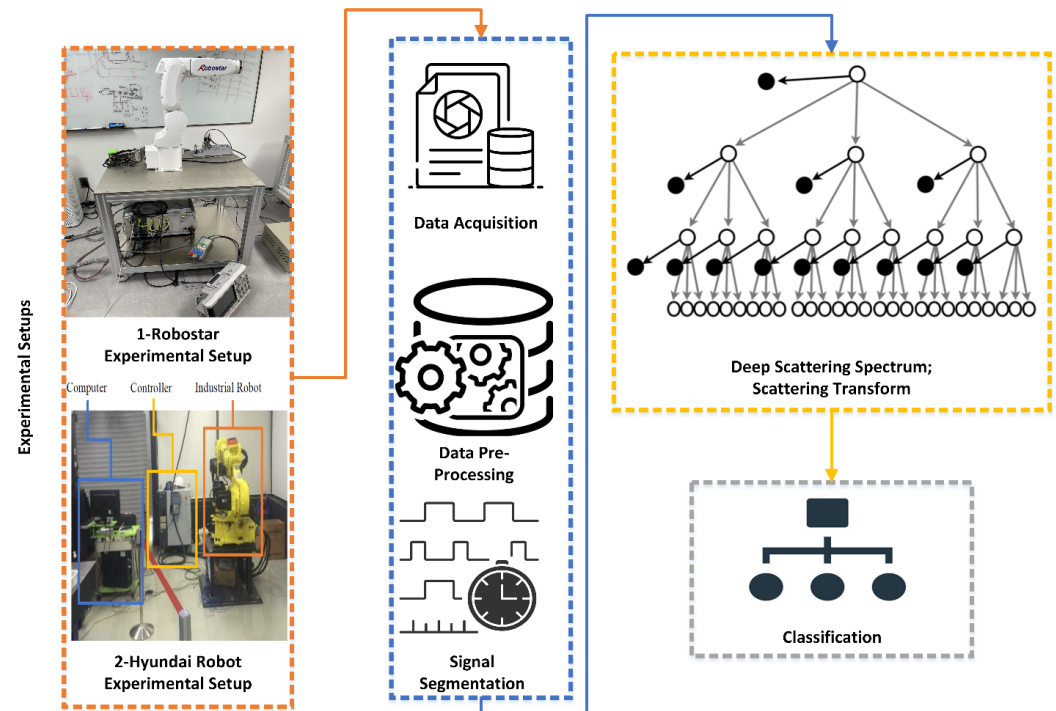 Experimental Setups
Robostar
1-Robostar
Experimental Setup
Computer Controller Industrial Robot
2-Hyundai Robot
Experimental Setup
Data Acquisition
Data Pre-
Processing
Signal
Segmentation
Deep Scattering Spectrum;
Scattering Transform
Classification